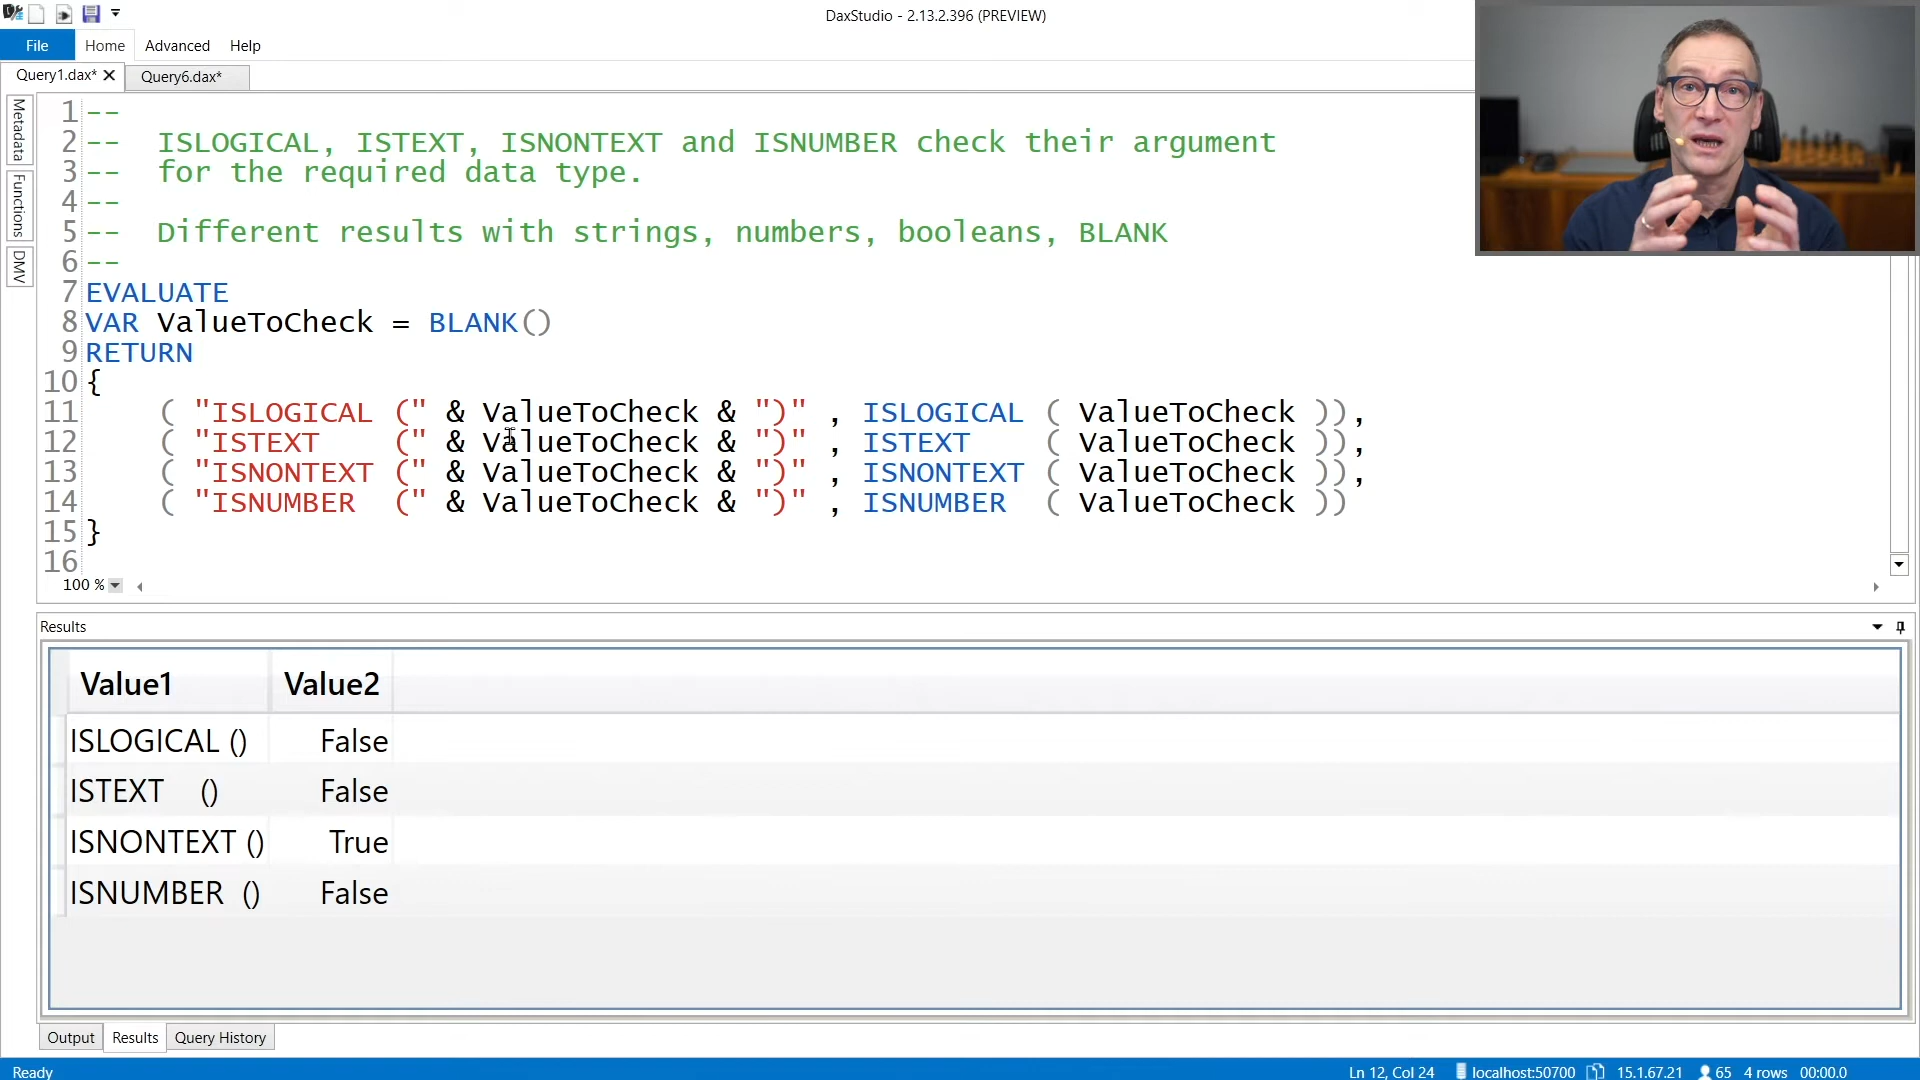 DaxStudio - 2.13.2.396 (PREVIEW)
File Home Advanced Help
Query1.dax* Query6.dax*
Metadata
Functions
DMV
1 --
2 --  ISLOGICAL, ISTEXT, ISNONTEXT and ISNUMBER check their argument
3 --  for the required data type.
4 --
5 --  Different results with strings, numbers, booleans, BLANK
6 --
7 EVALUATE
8 VAR ValueToCheck = BLANK()
9 RETURN
10 {
11 ( "ISLOGICAL (" & ValueToCheck & ")" , ISLOGICAL ( ValueToCheck )),
12 ( "ISTEXT    (" & ValueToCheck & ")" , ISTEXT    ( ValueToCheck )),
13 ( "ISNONTEXT (" & ValueToCheck & ")" , ISNONTEXT ( ValueToCheck )),
14 ( "ISNUMBER  (" & ValueToCheck & ")" , ISNUMBER  ( ValueToCheck ))
15 }
16
100 %
Results
Value1 Value2
ISLOGICAL () False
ISTEXT    () False
ISNONTEXT () True
ISNUMBER  () False
Output Results Query History
Ready Ln 12, Col 24 localhost:50700 15.1.67.21 65 4 rows 00:00.0